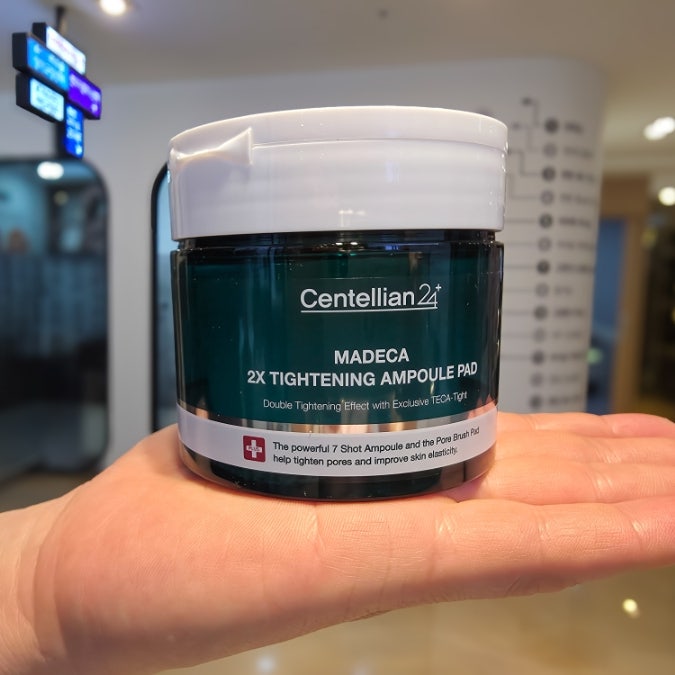 Centellian24+
MADECA
2X TIGHTENING AMPOULE PAD
Double Tightening Effect with Exclusive TECA-Tight
The powerful 7 Shot Ampoule and the Pore Brush Pad
help tighten pores and improve skin elasticity.